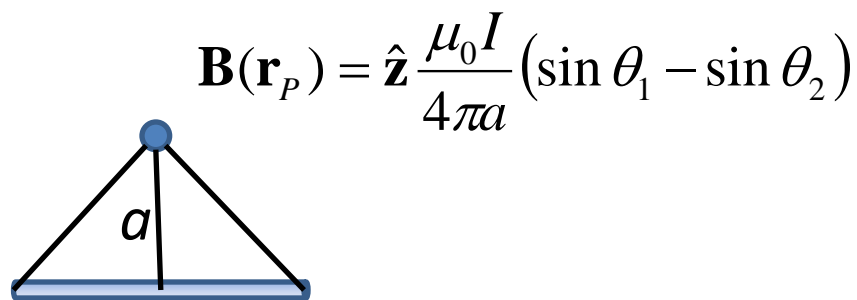 B(r_P) = ẑ μ₀I / 4πa (sin θ₁ − sin θ₂)
a